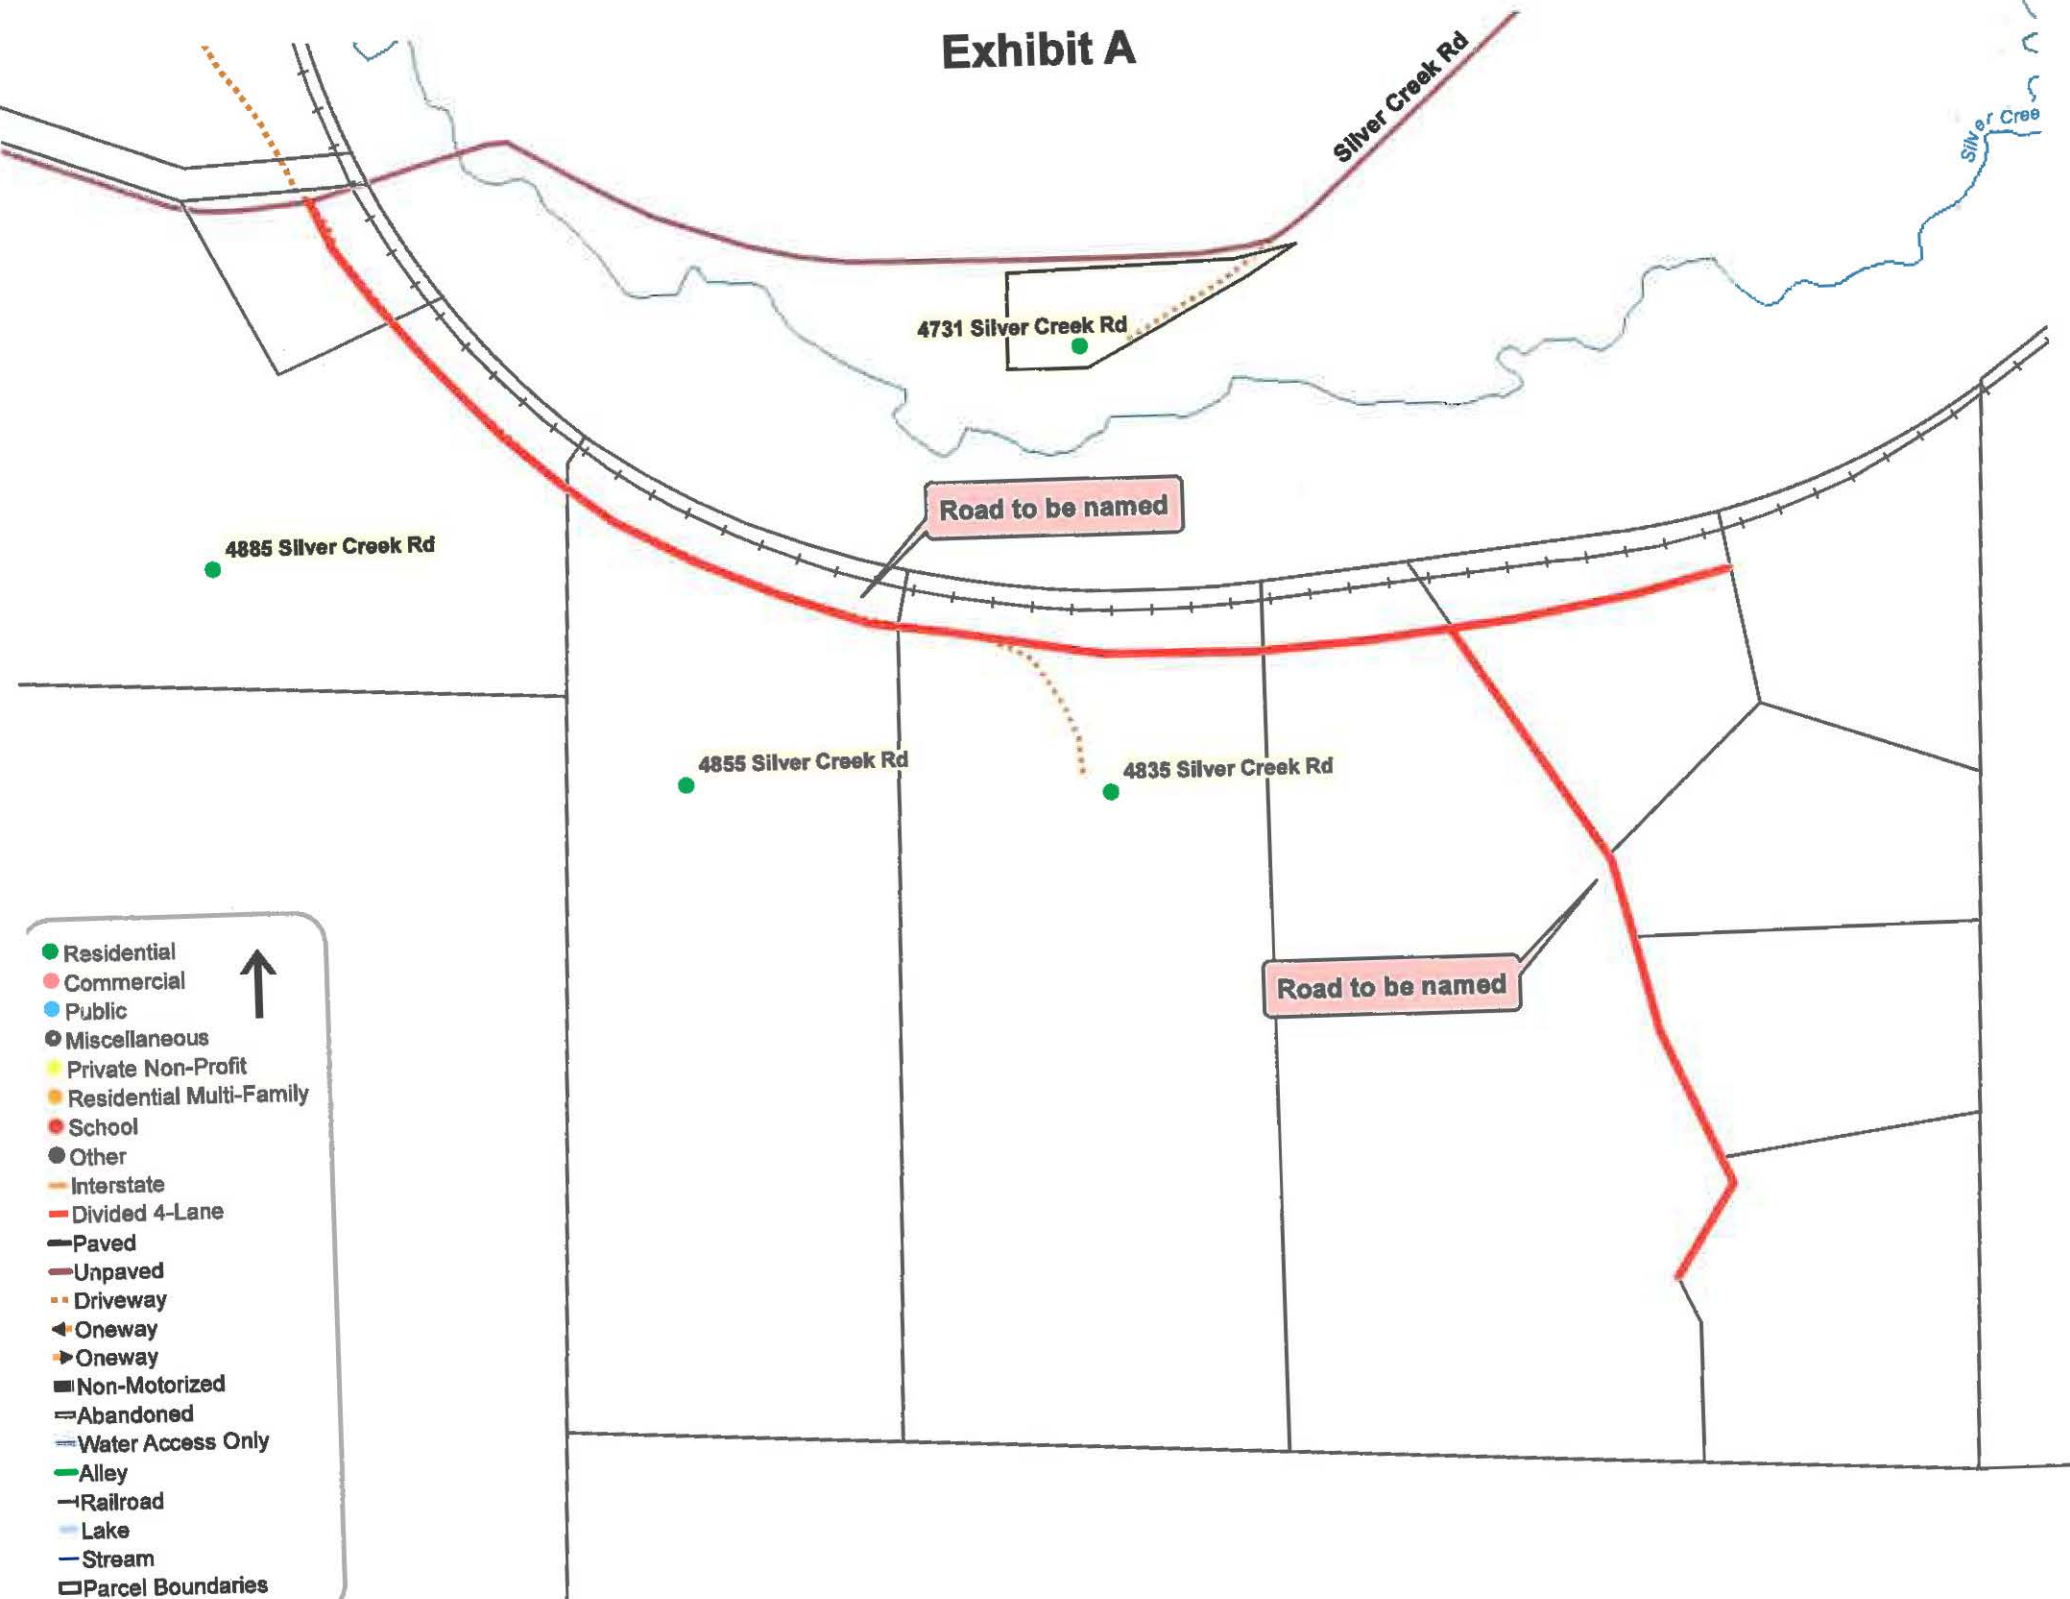 Exhibit A
Silver Creek Rd
Silver Cree
4731 Silver Creek Rd
Road to be named
4885 Silver Creek Rd
4855 Silver Creek Rd
4835 Silver Creek Rd
Road to be named
Residential
Commercial
Public
Miscellaneous
Private Non-Profit
Residential Multi-Family
School
Other
Interstate
Divided 4-Lane
Paved
Unpaved
Driveway
Oneway
Oneway
Non-Motorized
Abandoned
Water Access Only
Alley
Railroad
Lake
Stream
Parcel Boundaries